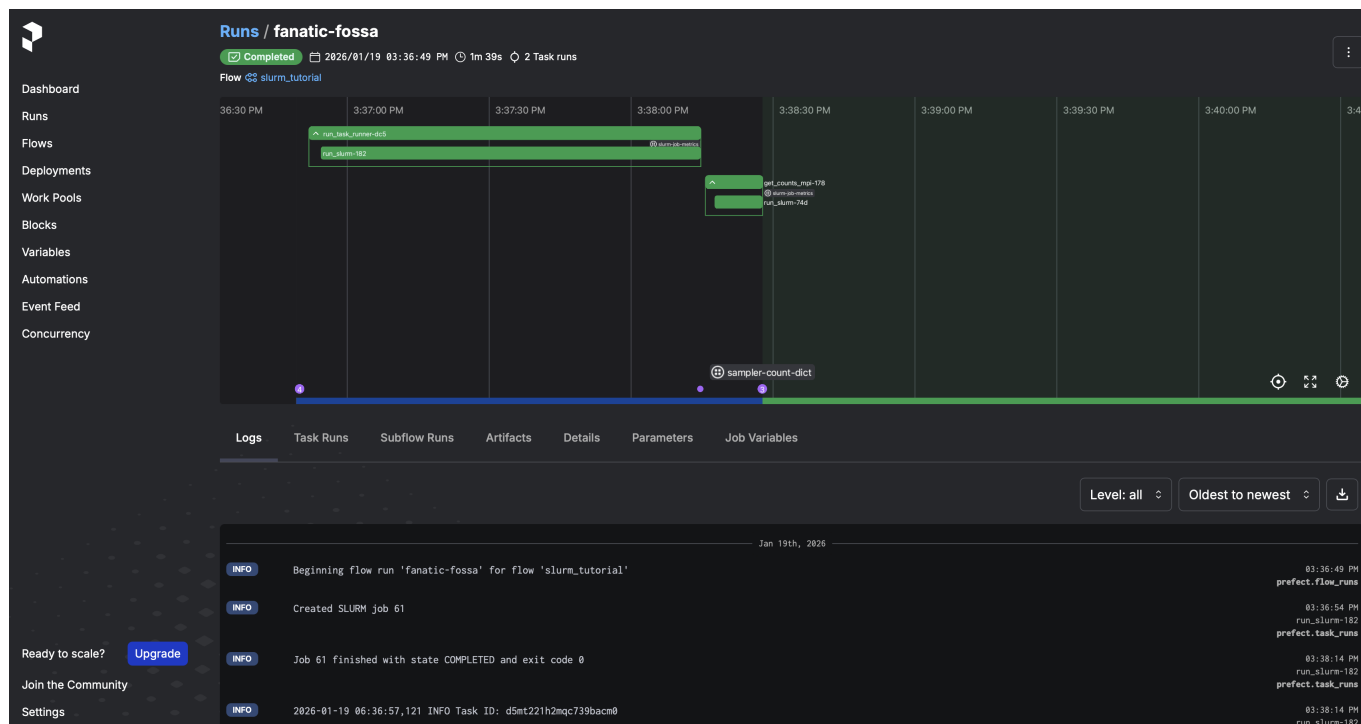 Runs / fanatic-fossa
Completed 2026/01/19 03:36:49 PM 1m 39s 2 Task runs
Flow slurm_tutorial
Dashboard
Runs
Flows
Deployments
Work Pools
Blocks
Variables
Automations
Event Feed
Concurrency
Ready to scale? Upgrade
Join the Community
Settings
36:30 PM 3:37:00 PM 3:37:30 PM 3:38:00 PM 3:38:30 PM 3:39:00 PM 3:39:30 PM 3:40:00 PM 3:4
run_task_runner-dc5
slurm-job-metrics
run_slurm-182
get_counts_mpi-178
slurm-job-metrics
run_slurm-74d
sampler-count-dict
4 3
Logs Task Runs Subflow Runs Artifacts Details Parameters Job Variables
Level: all Oldest to newest
Jan 19th, 2026
INFO Beginning flow run 'fanatic-fossa' for flow 'slurm_tutorial' 03:36:49 PM
prefect.flow_runs
INFO Created SLURM job 61 03:36:54 PM
run_slurm-182
prefect.task_runs
INFO Job 61 finished with state COMPLETED and exit code 0 03:38:14 PM
run_slurm-182
prefect.task_runs
INFO 2026-01-19 06:36:57,121 INFO Task ID: d5mt221h2mqc739bacm0 03:38:14 PM
run_slurm-182